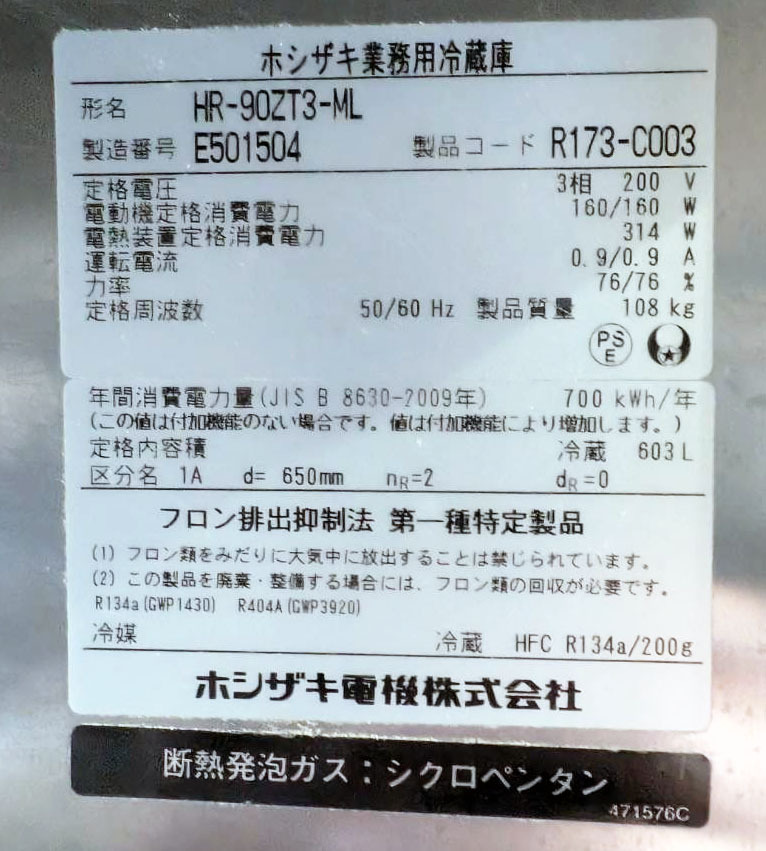 ホシザキ業務用冷蔵庫
形名 HR-90ZT3-ML
製造番号 E501504 製品コード R173-C003
定格電圧 3相 200 V
電動機定格消費電力 160/160 W
電熱装置定格消費電力 314 W
運転電流 0.9/0.9 A
力率 76/76 %
定格周波数 50/60 Hz 製品質量 108 kg
PS
E
年間消費電力量(JIS B 8630-2009年) 700 kWh/年
(この値は付加機能のない場合です。値は付加機能により増加します。)
定格内容積 冷蔵 603L
区分名 1A d= 650mm nR=2 dR=0
フロン排出抑制法 第一種特定製品
(1) フロン類をみだりに大気中に放出することは禁じられています。
(2) この製品を廃棄・整備する場合には、フロン類の回収が必要です。
R134a(GWP1430) R404A(GWP3920)
冷媒 冷蔵 HFC R134a/200g
ホシザキ電機株式会社
断熱発泡ガス：シクロペンタン
471576C